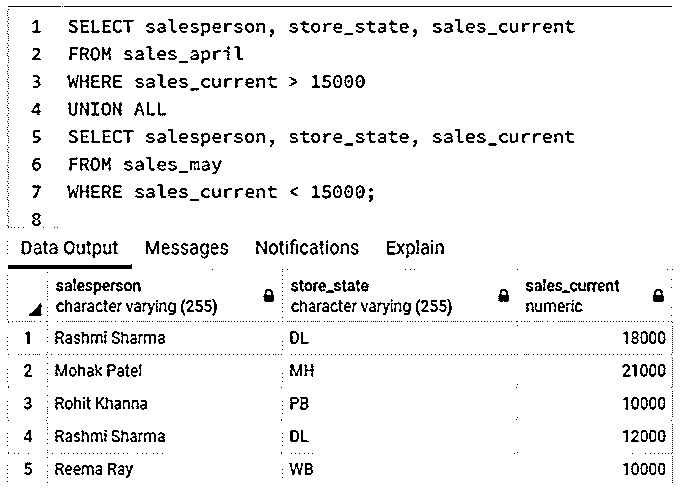 1 SELECT salesperson, store_state, sales_current
2 FROM sales_april
3 WHERE sales_current > 15000
4 UNION ALL
5 SELECT salesperson, store_state, sales_current
6 FROM sales_may
7 WHERE sales_current < 15000;
8
Data Output Messages Notifications Explain
salesperson store_state sales_current
character varying (255) character varying (255) numeric
1 Rashmi Sharma DL 18000
2 Mohak Patel MH 21000
3 Rohit Khanna PB 10000
4 Rashmi Sharma DL 12000
5 Reema Ray WB 10000